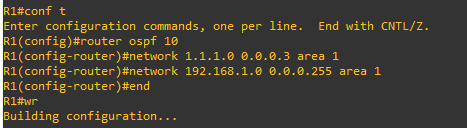 R1#conf t
Enter configuration commands, one per line.  End with CNTL/Z.
R1(config)#router ospf 10
R1(config-router)#network 1.1.1.0 0.0.0.3 area 1
R1(config-router)#network 192.168.1.0 0.0.0.255 area 1
R1(config-router)#end
R1#wr
Building configuration...